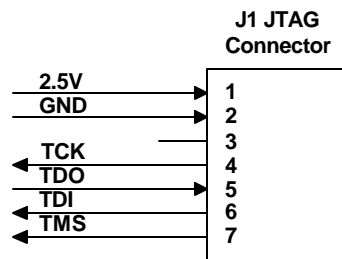 J1 JTAG
Connector
2.5V 1
GND 2
3
TCK 4
TDO 5
TDI 6
TMS 7